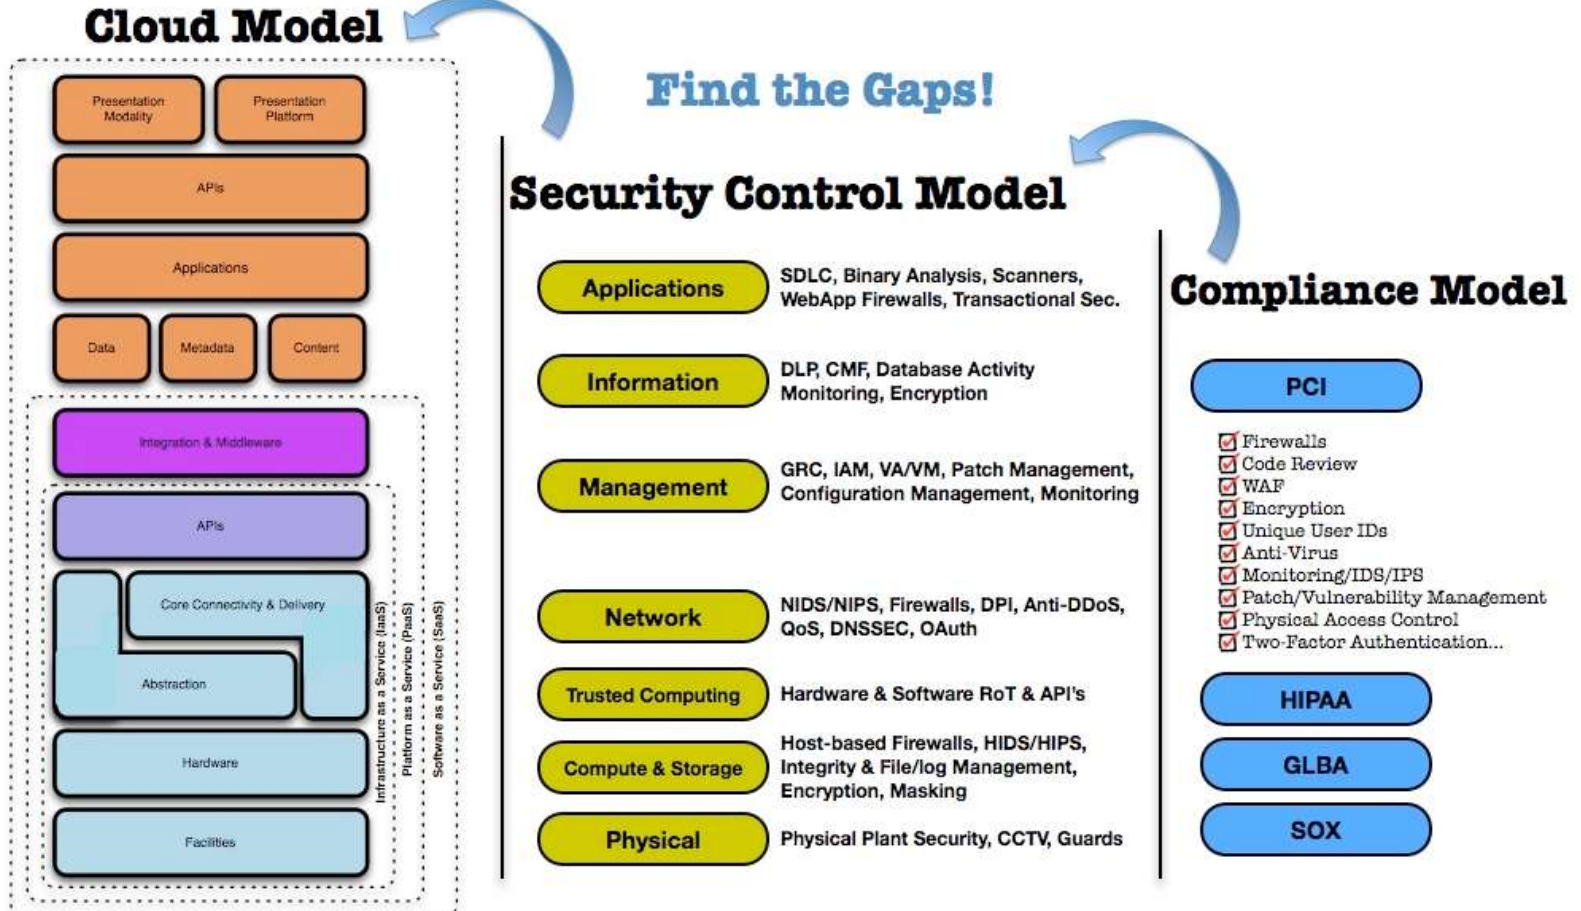 Cloud Model
Presentation
Modality
Presentation
Platform
APIs
Applications
Data
Metadata
Content
Integration & Middleware
APIs
Core Connectivity & Delivery
Abstraction
Hardware
Facilities
Infrastructure as a Service (IaaS)
Platform as a Service (PaaS)
Software as a Service (SaaS)
Find the Gaps!
Security Control Model
Applications
SDLC, Binary Analysis, Scanners,
WebApp Firewalls, Transactional Sec.
Information
DLP, CMF, Database Activity
Monitoring, Encryption
Management
GRC, IAM, VA/VM, Patch Management,
Configuration Management, Monitoring
Network
NIDS/NIPS, Firewalls, DPI, Anti-DDoS,
QoS, DNSSEC, OAuth
Trusted Computing
Hardware & Software RoT & API's
Compute & Storage
Host-based Firewalls, HIDS/HIPS,
Integrity & File/log Management,
Encryption, Masking
Physical
Physical Plant Security, CCTV, Guards
Compliance Model
PCI
Firewalls
Code Review
WAF
Encryption
Unique User IDs
Anti-Virus
Monitoring/IDS/IPS
Patch/Vulnerability Management
Physical Access Control
Two-Factor Authentication...
HIPAA
GLBA
SOX